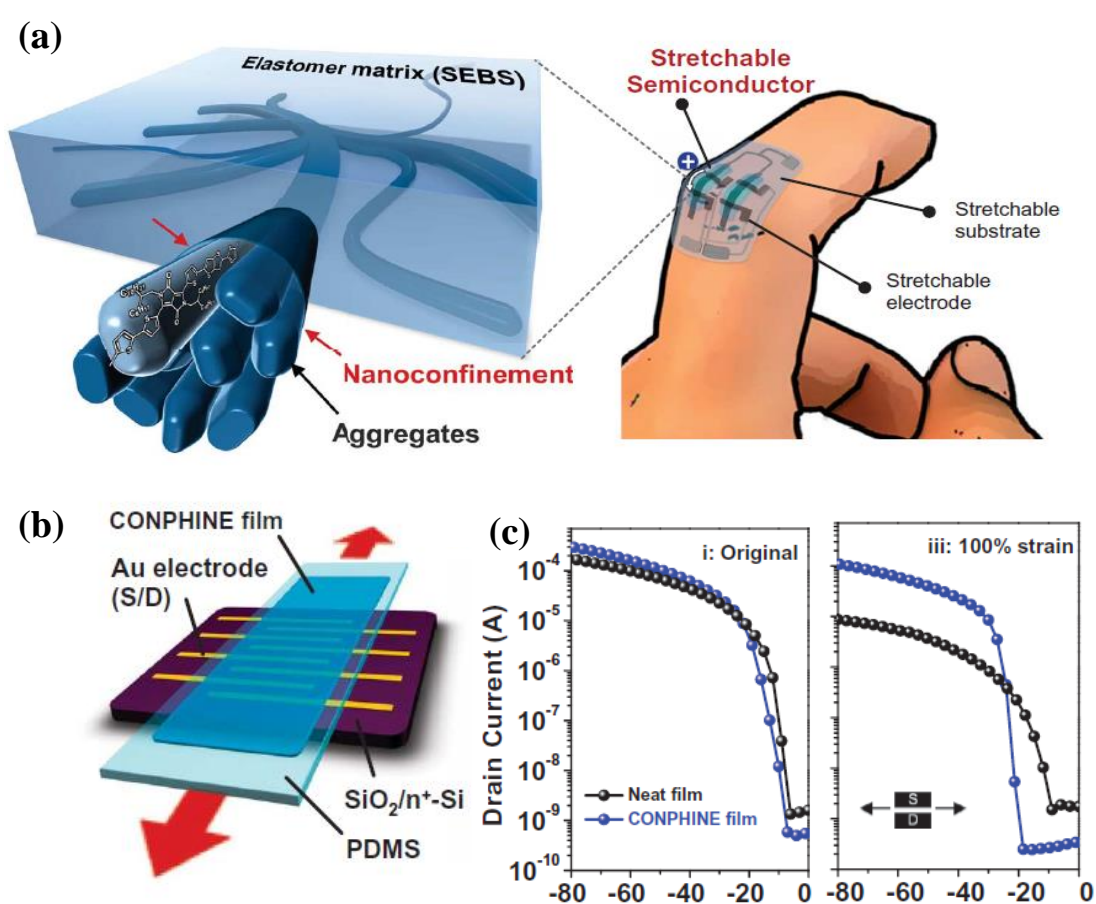 (a)
Elastomer matrix (SEBS)
Nanoconfinement
Aggregates
Stretchable
Semiconductor
+
Stretchable
substrate
Stretchable
electrode
(b)
CONPHINE film
Au electrode
(S/D)
SiO₂/n⁺-Si
PDMS
(c)
Drain Current (A)
10⁻⁴
10⁻⁵
10⁻⁶
10⁻⁷
10⁻⁸
10⁻⁹
10⁻¹⁰
i: Original
Neat film
CONPHINE film
-80 -60 -40 -20 0
iii: 100% strain
S
D
-80 -60 -40 -20 0